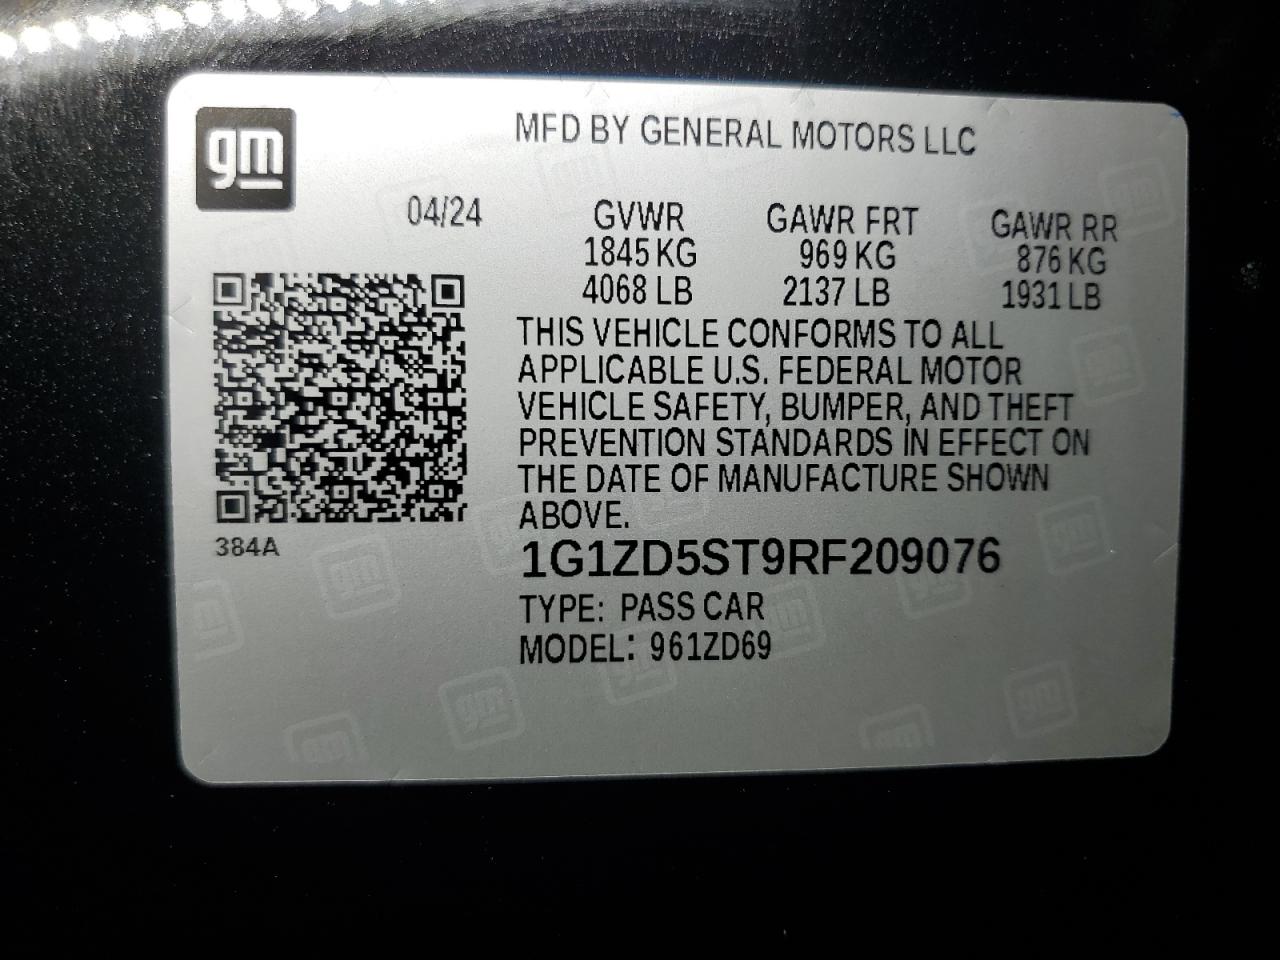 gm
MFD BY GENERAL MOTORS LLC
04/24 GVWR GAWR FRT GAWR RR
1845 KG 969 KG 876 KG
4068 LB 2137 LB 1931 LB
THIS VEHICLE CONFORMS TO ALL
APPLICABLE U.S. FEDERAL MOTOR
VEHICLE SAFETY, BUMPER, AND THEFT
PREVENTION STANDARDS IN EFFECT ON
THE DATE OF MANUFACTURE SHOWN
ABOVE.
384A
1G1ZD5ST9RF209076
TYPE: PASS CAR
MODEL: 961ZD69